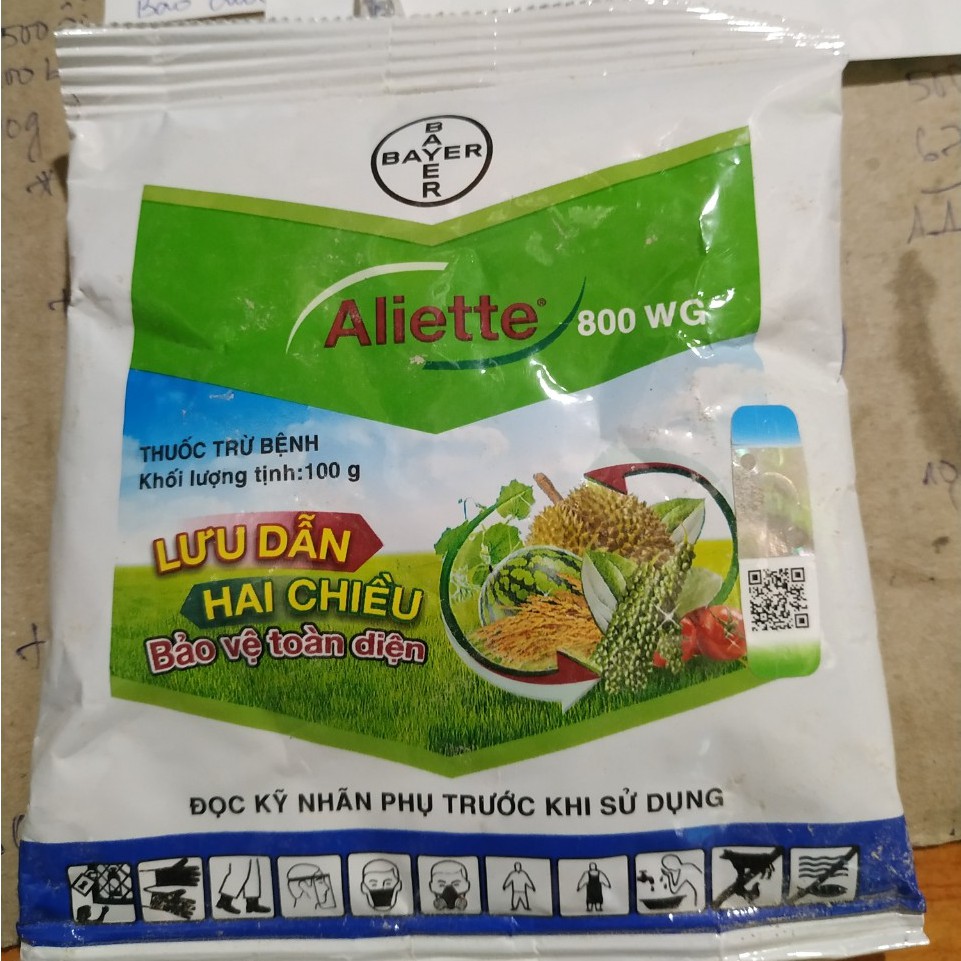 BAYER
BAYER
Aliette® 800 WG
THUỐC TRỪ BỆNH
Khối lượng tịnh:100 g
LƯU DẪN
HAI CHIỀU
Bảo vệ toàn diện
ĐỌC KỸ NHÃN PHỤ TRƯỚC KHI SỬ DỤNG